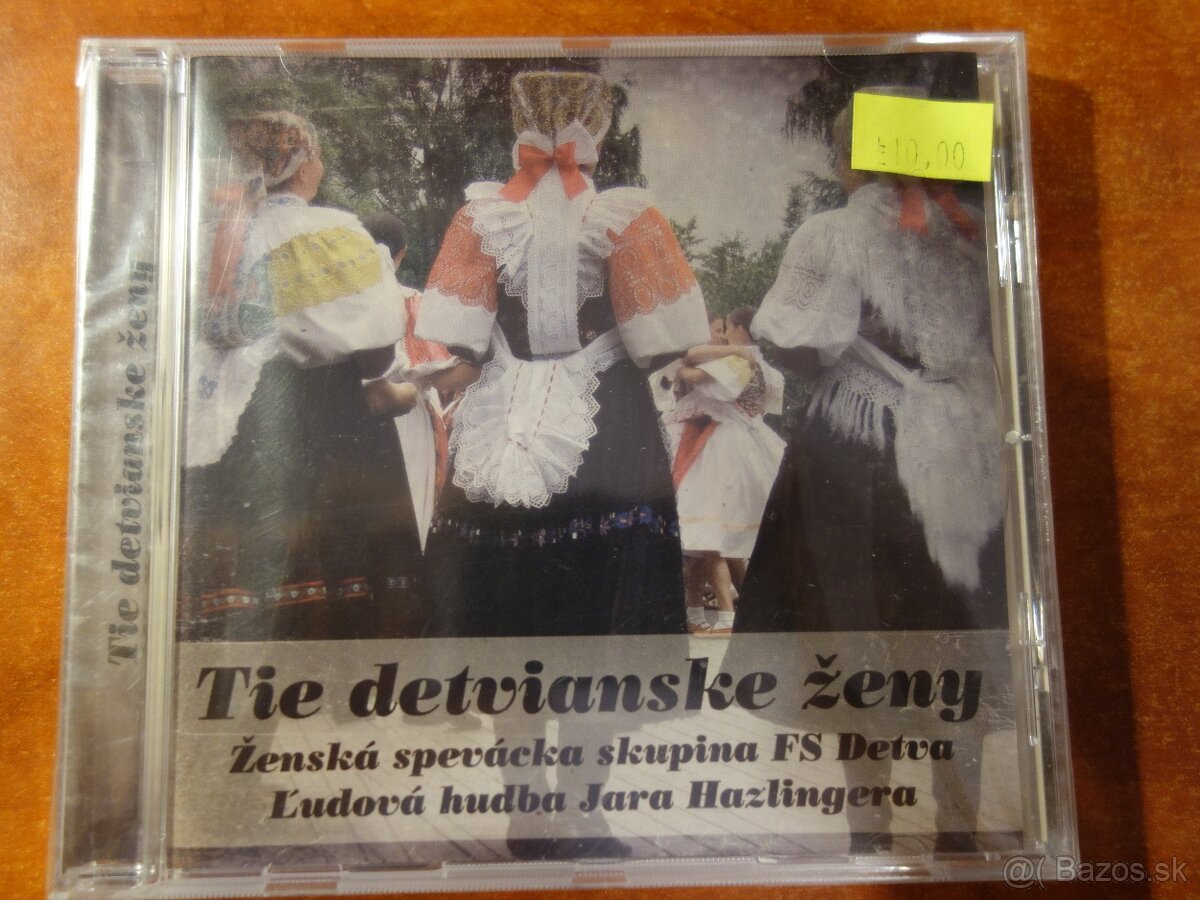 Tie detvianske ženy
€10,00
Tie detvianske ženy
Ženská spevácka skupina FS Detva
Ľudová hudba Jara Hazlingera
@( Bazos.sk